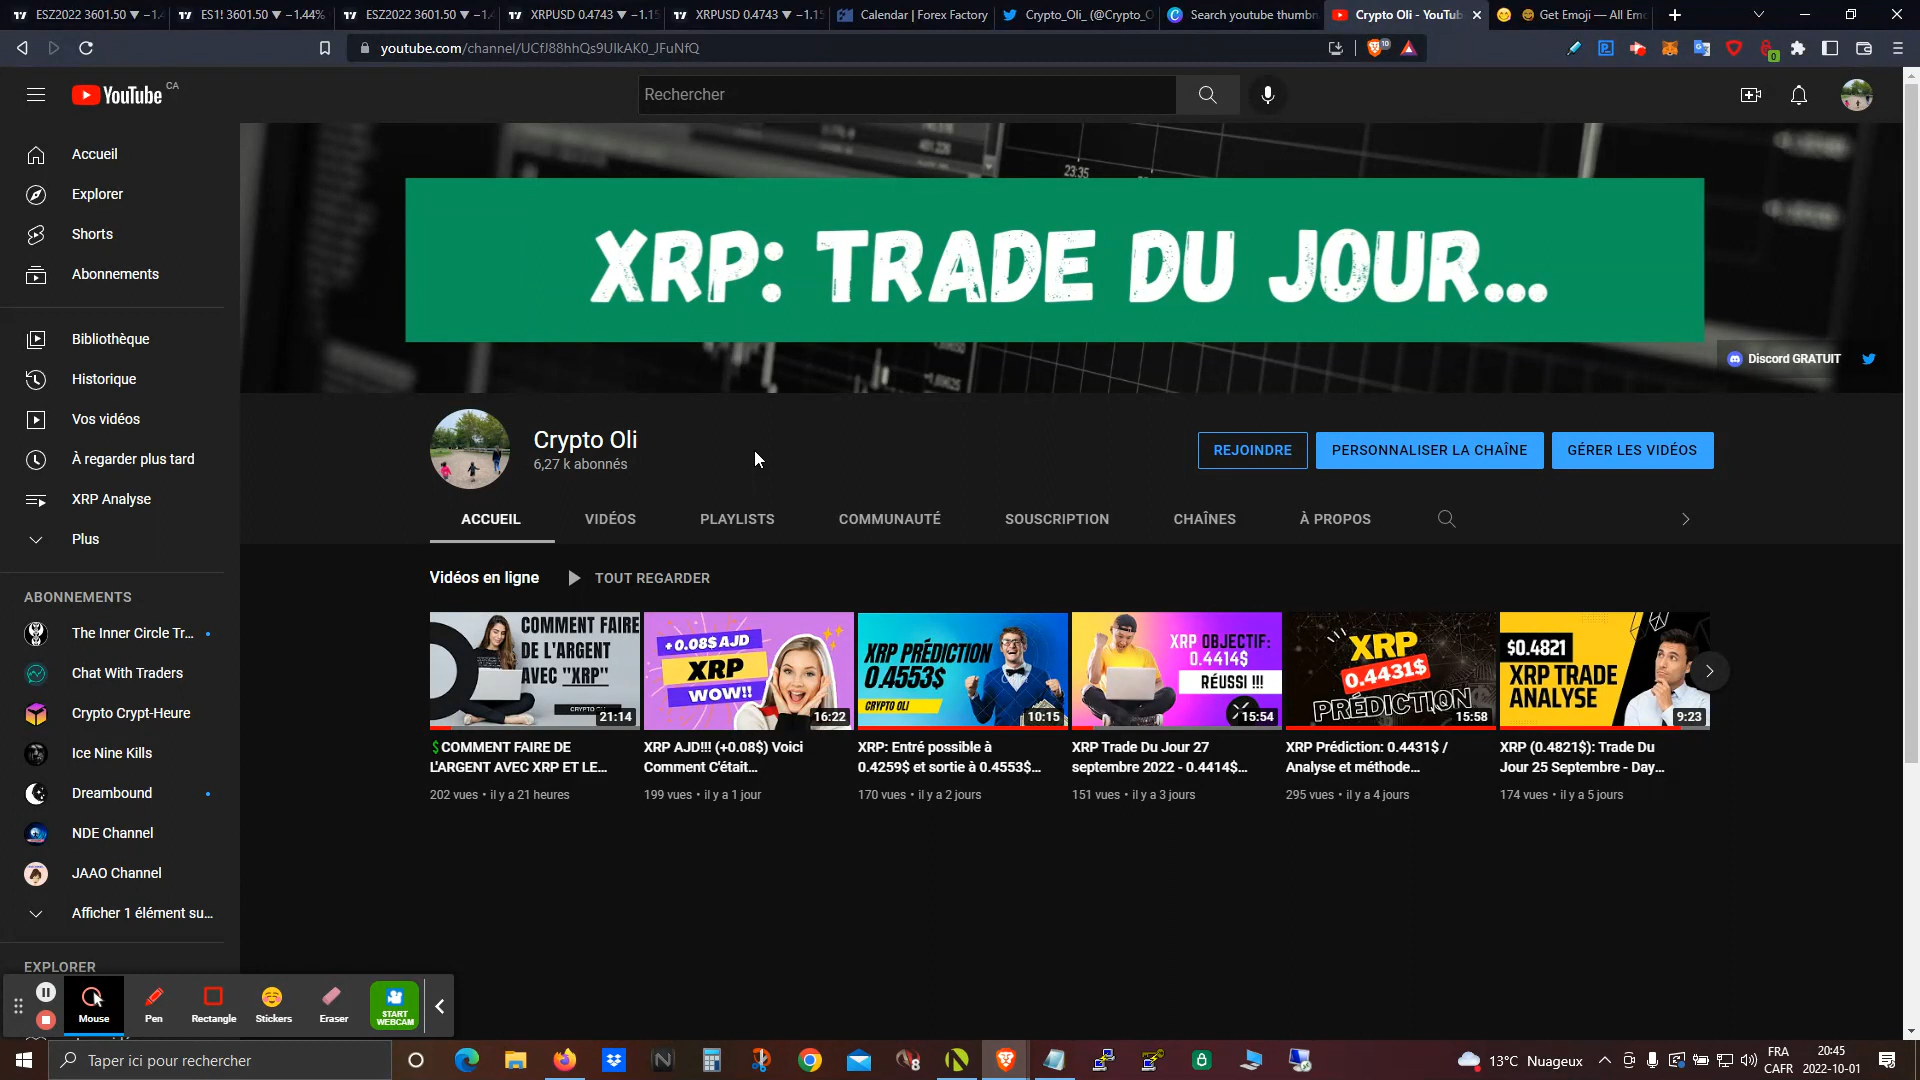 ESZ2022 3601.50 ▼ −1.4
ES1! 3601.50 ▼ −1.44%
ESZ2022 3601.50 ▼ −1.4
XRPUSD 0.4743 ▼ −1.15
XRPUSD 0.4743 ▼ −1.15
Calendar | Forex Factory
Crypto_Oli_ (@Crypto_O
Search youtube thumbn
Crypto Oli - YouTub
Get Emoji — All Em
youtube.com/channel/UCfJ88hhQs9UIkAK0_JFuNfQ
YouTube CA
Rechercher
Accueil
Explorer
Shorts
Abonnements
Bibliothèque
Historique
Vos vidéos
À regarder plus tard
XRP Analyse
Plus
ABONNEMENTS
The Inner Circle Tr...
Chat With Traders
Crypto Crypt-Heure
Ice Nine Kills
Dreambound
NDE Channel
JAAO Channel
Afficher 1 élément su...
EXPLORER
23:35
XRP: TRADE DU JOUR...
Discord GRATUIT
Crypto Oli
6,27 k abonnés
REJOINDRE
PERSONNALISER LA CHAÎNE
GÉRER LES VIDÉOS
ACCUEIL
VIDÉOS
PLAYLISTS
COMMUNAUTÉ
SOUSCRIPTION
CHAÎNES
À PROPOS
Vidéos en ligne
TOUT REGARDER
COMMENT FAIRE
DE L'ARGENT
AVEC "XRP"
CRYPTO OLI
21:14
$COMMENT FAIRE DE
L'ARGENT AVEC XRP ET LE...
202 vues • il y a 21 heures
+0.08$ AJD
XRP
WOW!!
16:22
XRP AJD!!! (+0.08$) Voici
Comment C'était...
199 vues • il y a 1 jour
XRP PRÉDICTION
0.4553$
CRYPTO OLI
10:15
XRP: Entré possible à
0.4259$ et sortie à 0.4553$...
170 vues • il y a 2 jours
XRP OBJECTIF:
0.4414$
RÉUSSI !!!
15:54
XRP Trade Du Jour 27
septembre 2022 - 0.4414$...
151 vues • il y a 3 jours
XRP
0.4431$
PRÉDICTION
15:58
XRP Prédiction: 0.4431$ /
Analyse et méthode...
295 vues • il y a 4 jours
$0.4821
XRP TRADE
ANALYSE
9:23
XRP (0.4821$): Trade Du
Jour 25 Septembre - Day...
174 vues • il y a 5 jours
Mouse
Pen
Rectangle
Stickers
Eraser
START
WEBCAM
Taper ici pour rechercher
13°C Nuageux
FRA
CAFR
20:45
2022-10-01